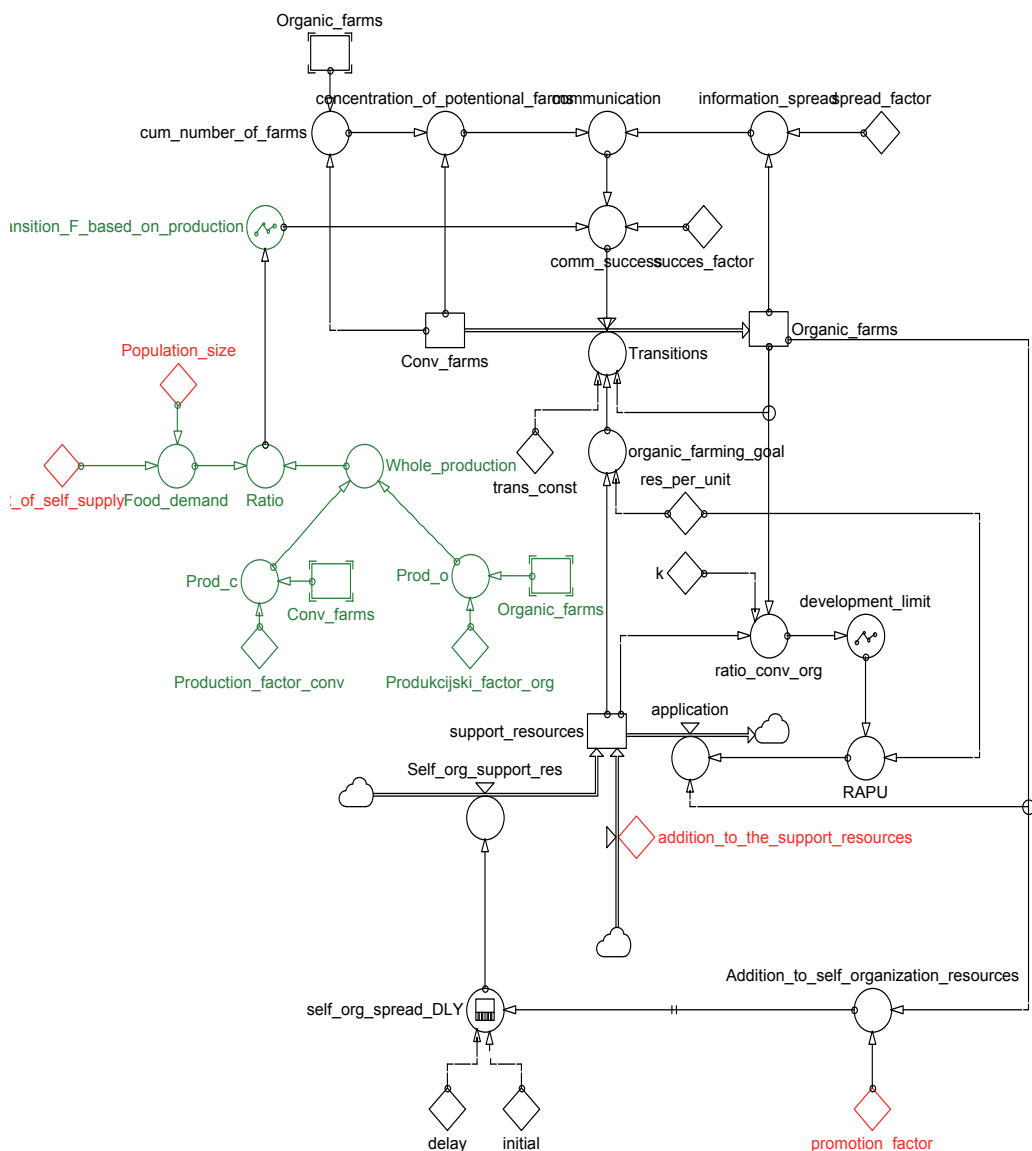 Organic_farms
concentration_of_potentional_farms
communication
information_spread
spread_factor
cum_number_of_farms
ansition_F_based_on_production
comm_success
succes_factor
Conv_farms
Transitions
Organic_farms
Population_size
organic_farming_goal
Whole_production
res_per_unit
trans_const
_of_self_supply
Food_demand
Ratio
Prod_c
Prod_o
k
development_limit
Conv_farms
Organic_farms
ratio_conv_org
Production_factor_conv
Produkcijski_factor_org
application
support_resources
Self_org_support_res
RAPU
addition_to_the_support_resources
Addition_to_self_organization_resources
self_org_spread_DLY
delay
initial
promotion_factor